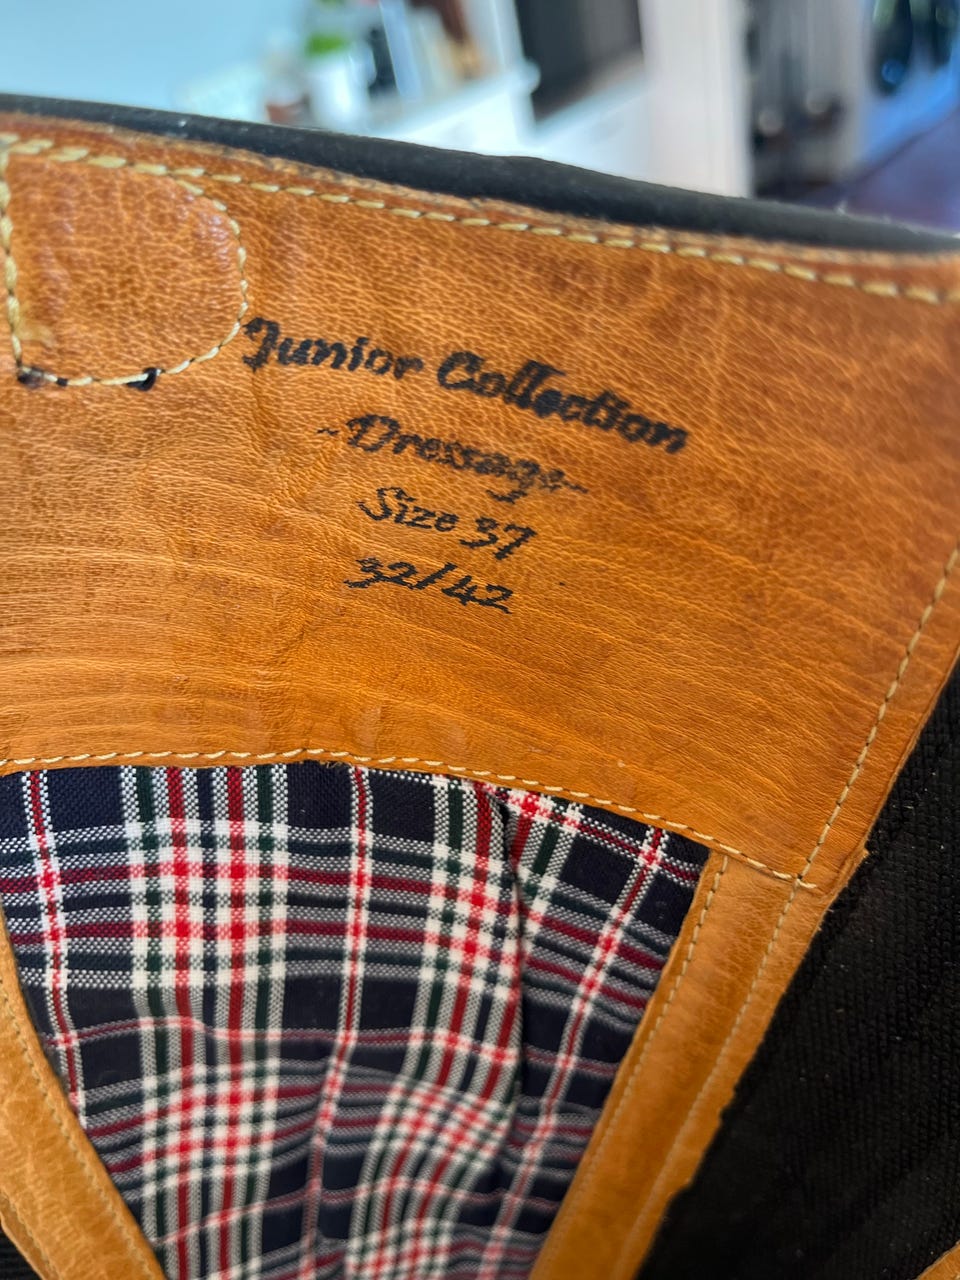 Junior Collection
~Dressage~
Size 37
32/42